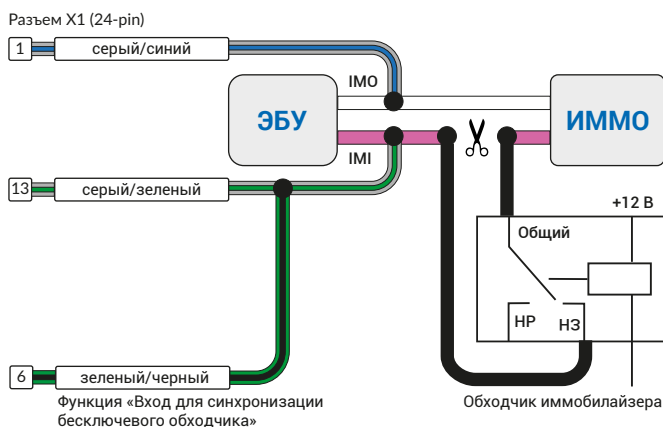 Разъем X1 (24-pin)
1
серый/синий
IMO
ЭБУ
ИММО
IMI
13
серый/зеленый
+12 В
Общий
НР
НЗ
6
зеленый/черный
Функция «Вход для синхронизации
бесключевого обходчика»
Обходчик иммобилайзера